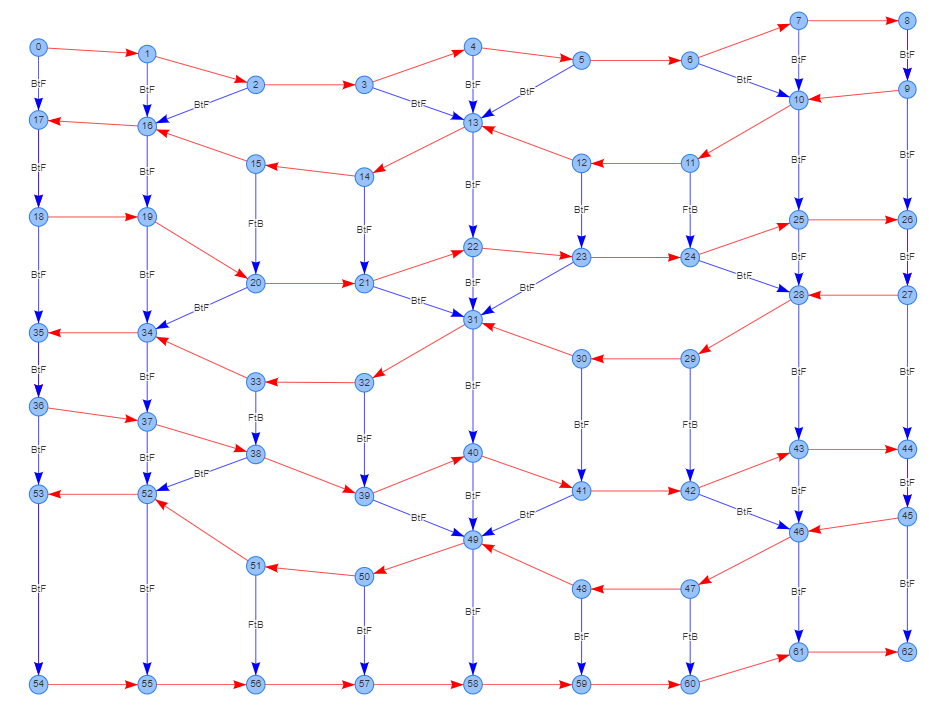 7 8
0 1 4 5 6
BtF BtF
BtF BtF BtF BtF BtF
2 3 9
BtF BtF 10
17 16 13
BtF BtF 15 14 12 11 BtF BtF
BtF
FtB BtF BtF FtB
18 19 25 26
22 23 24 BtF BtF
BtF BtF 20 21 BtF BtF
BtF BtF BtF 28 27
31
35 34
30 29
BtF BtF 33 32 BtF BtF BtF
36
37 FtB BtF FtB
BtF
BtF BtF 38 40 43 44
BtF BtF
53 52 39 BtF 41 42 BtF
BtF BtF BtF 45
49 46
51 50
BtF BtF 48 47 BtF BtF
BtF
FtB BtF BtF FtB
61 62
54 55 56 57 58 59 60